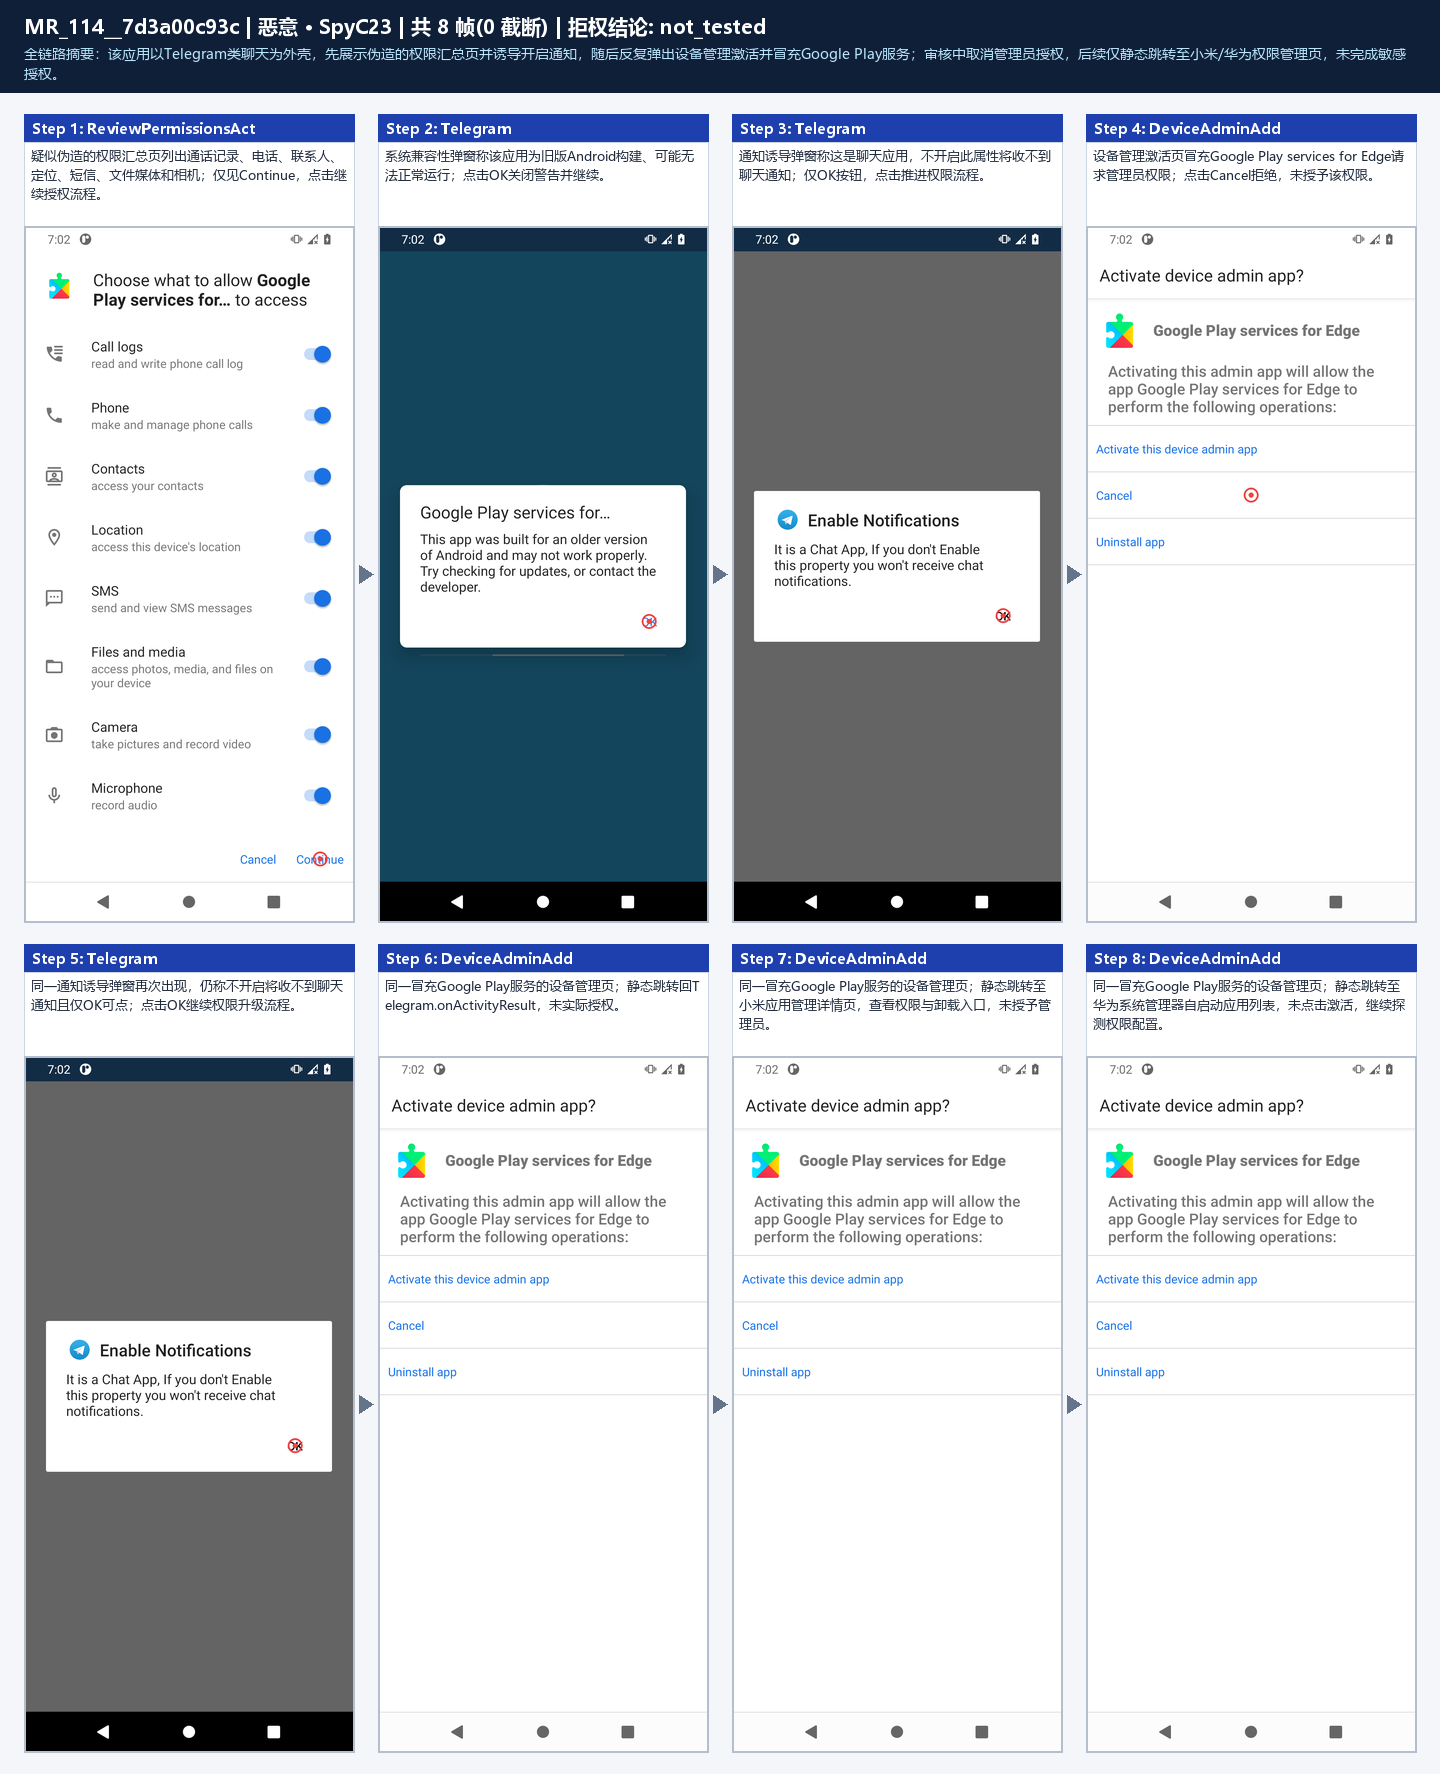 MR_114__7d3a00c93c | 恶意 • SpyC23 | 共 8 帧(0 截断) | 拒权结论: not_tested
全链路摘要：该应用以Telegram类聊天为外壳，先展示伪造的权限汇总页并诱导开启通知，随后反复弹出设备管理激活并冒充Google Play服务；审核中取消管理员授权，后续仅静态跳转至小米/华为权限管理页，未完成敏感
授权。
Step 1: ReviewPermissionsAct
疑似伪造的权限汇总页列出通话记录、电话、联系人、
定位、短信、文件媒体和相机；仅见Continue，点击继
续授权流程。
7:02
Choose what to allow Google
Play services for... to access
Call logs
read and write phone call log
Phone
make and manage phone calls
Contacts
access your contacts
Location
access this device's location
SMS
send and view SMS messages
Files and media
access photos, media, and files on
your device
Camera
take pictures and record video
Microphone
record audio
Cancel
Continue
Step 2: Telegram
系统兼容性弹窗称该应用为旧版Android构建、可能无
法正常运行；点击OK关闭警告并继续。
7:02
Google Play services for...
This app was built for an older version
of Android and may not work properly.
Try checking for updates, or contact the
developer.
Step 3: Telegram
通知诱导弹窗称这是聊天应用，不开启此属性将收不到
聊天通知；仅OK按钮，点击推进权限流程。
7:02
Enable Notifications
It is a Chat App, If you don't Enable
this property you won't receive chat
notifications.
Step 4: DeviceAdminAdd
设备管理激活页冒充Google Play services for Edge请
求管理员权限；点击Cancel拒绝，未授予该权限。
7:02
Activate device admin app?
Google Play services for Edge
Activating this admin app will allow the
app Google Play services for Edge to
perform the following operations:
Activate this device admin app
Cancel
Uninstall app
Step 5: Telegram
同一通知诱导弹窗再次出现，仍称不开启将收不到聊天
通知且仅OK可点；点击OK继续权限升级流程。
7:02
Enable Notifications
It is a Chat App, If you don't Enable
this property you won't receive chat
notifications.
Step 6: DeviceAdminAdd
同一冒充Google Play服务的设备管理页；静态跳转回T
elegram.onActivityResult，未实际授权。
7:02
Activate device admin app?
Google Play services for Edge
Activating this admin app will allow the
app Google Play services for Edge to
perform the following operations:
Activate this device admin app
Cancel
Uninstall app
Step 7: DeviceAdminAdd
同一冒充Google Play服务的设备管理页；静态跳转至
小米应用管理详情页，查看权限与卸载入口，未授予管
理员。
7:02
Activate device admin app?
Google Play services for Edge
Activating this admin app will allow the
app Google Play services for Edge to
perform the following operations:
Activate this device admin app
Cancel
Uninstall app
Step 8: DeviceAdminAdd
同一冒充Google Play服务的设备管理页；静态跳转至
华为系统管理器自启动应用列表，未点击激活，继续探
测权限配置。
7:02
Activate device admin app?
Google Play services for Edge
Activating this admin app will allow the
app Google Play services for Edge to
perform the following operations:
Activate this device admin app
Cancel
Uninstall app